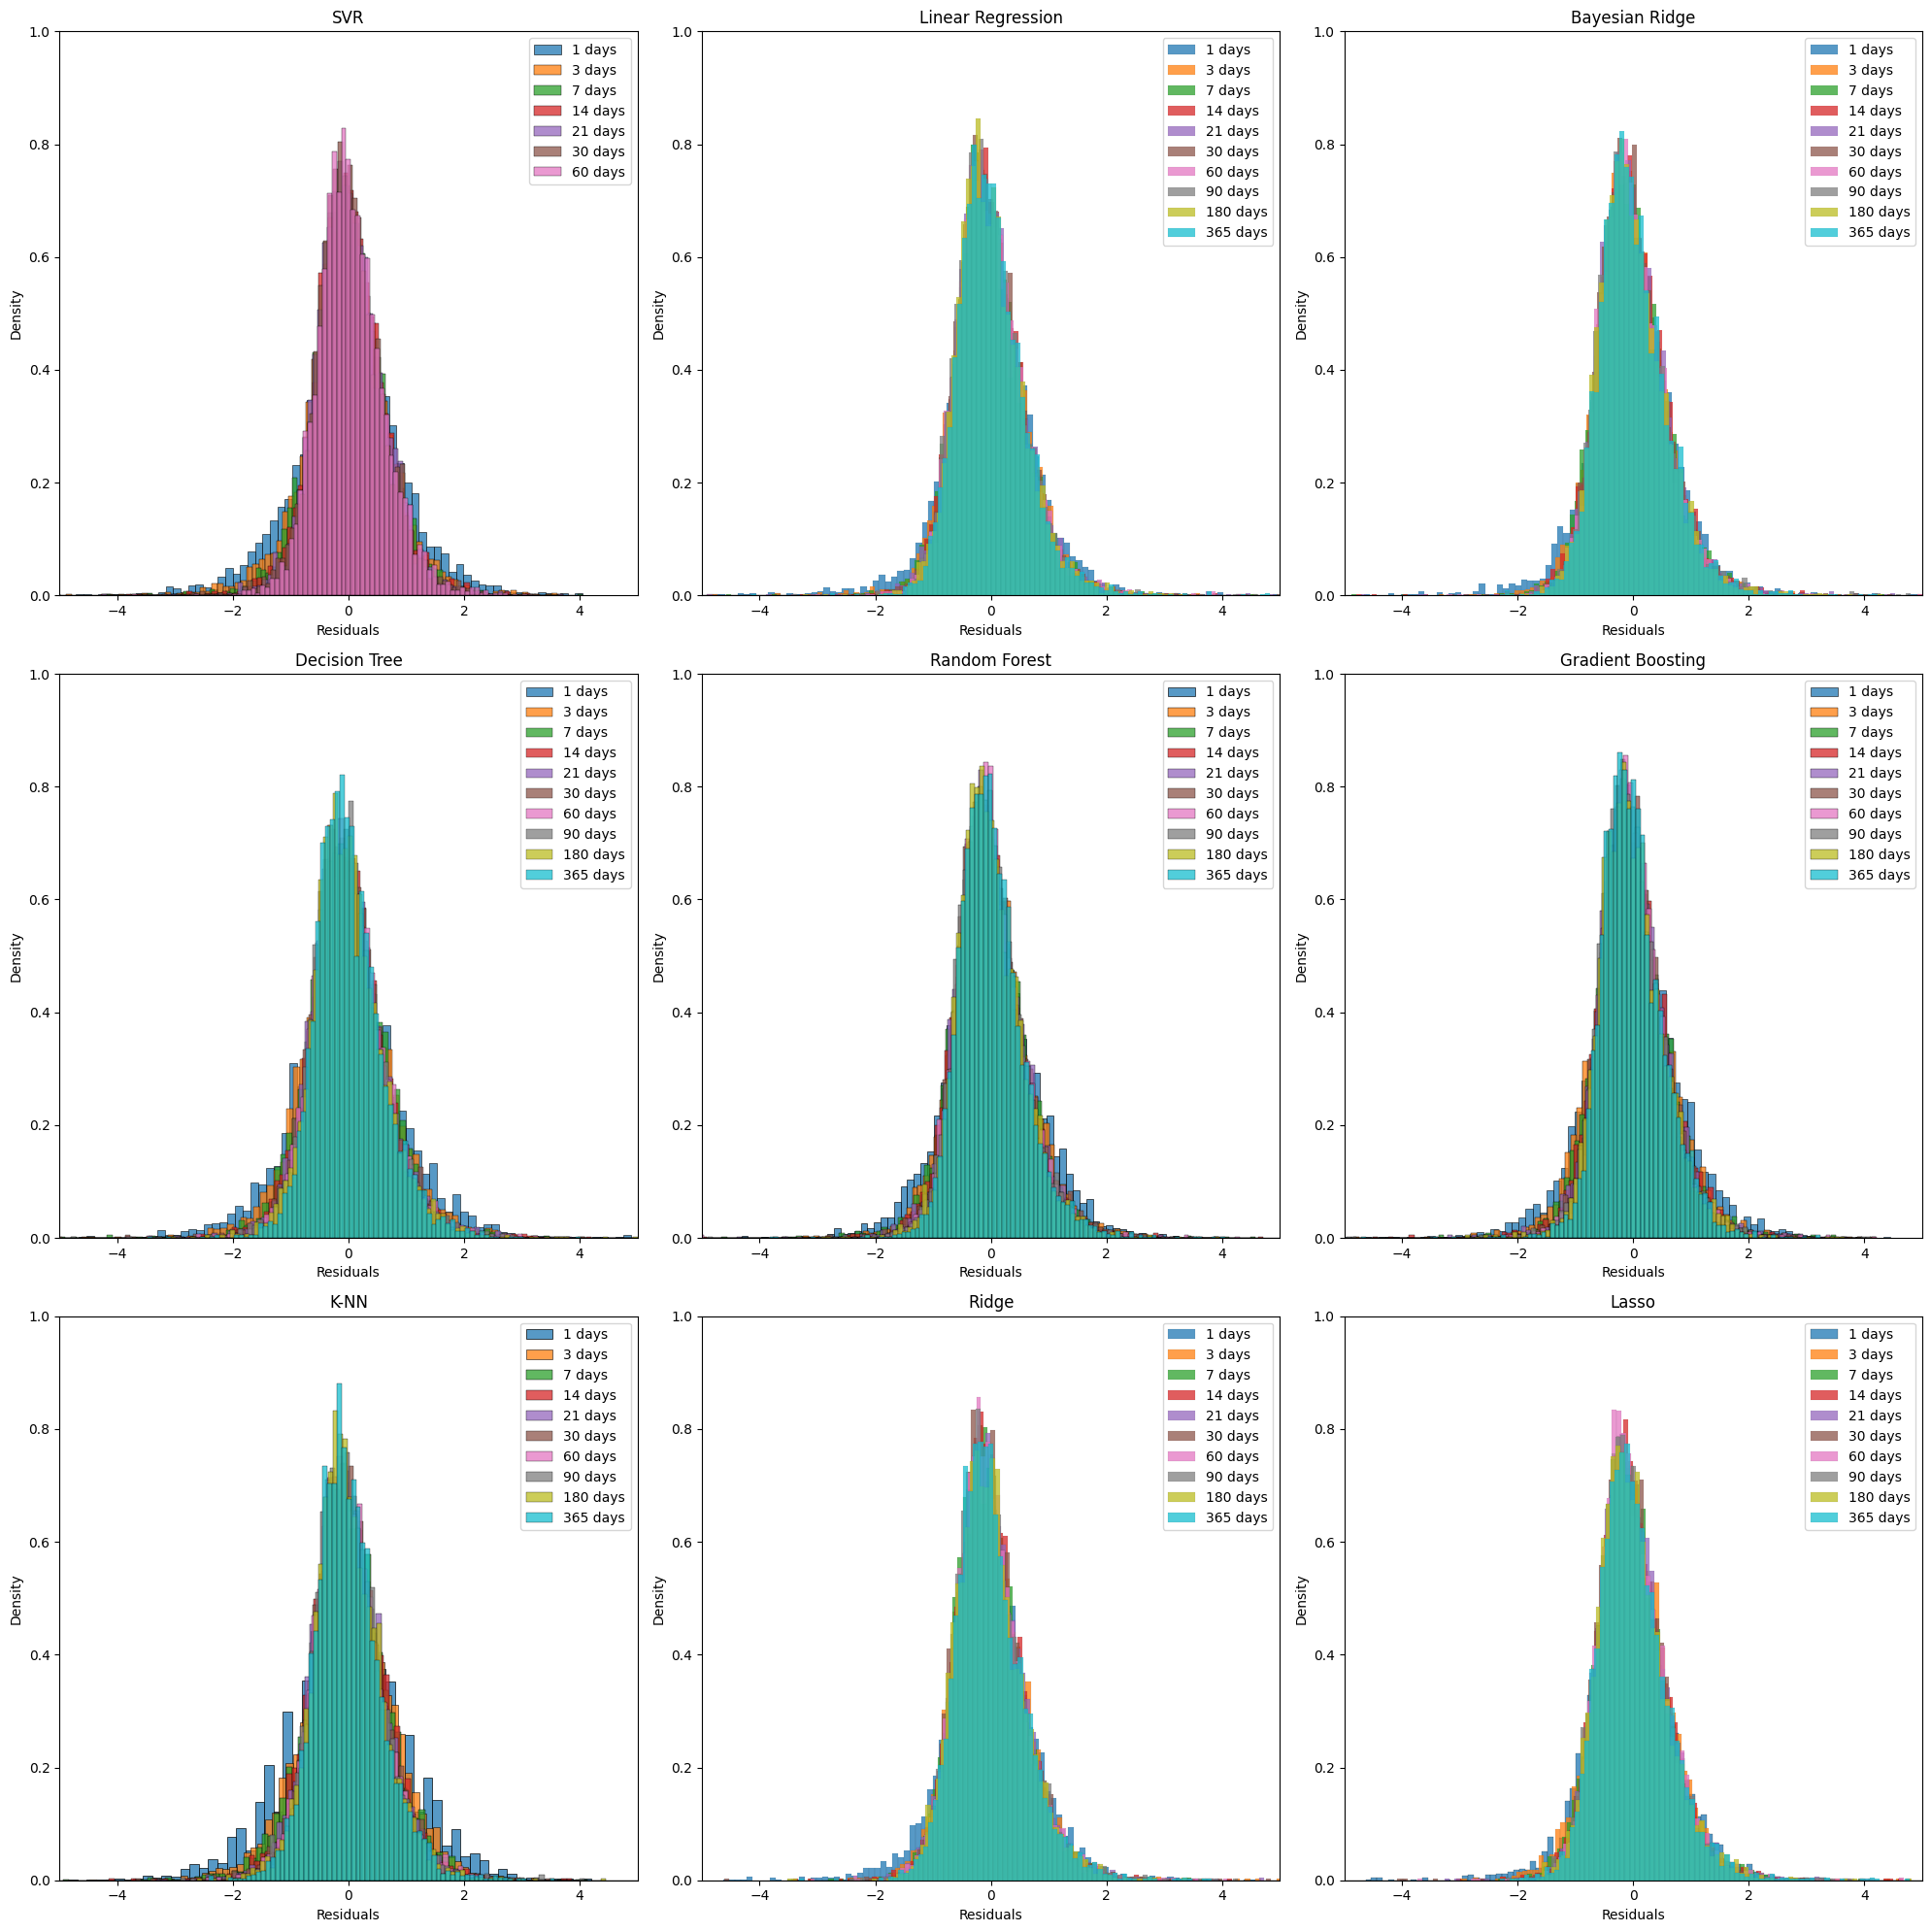 SVR
1.0
0.8
0.6
0.4
0.2
0.0
Density
−4
−2
0
2
4
Residuals
1 days
3 days
7 days
14 days
21 days
30 days
60 days
Linear Regression
1.0
0.8
0.6
0.4
0.2
0.0
Density
−4
−2
0
2
4
Residuals
1 days
3 days
7 days
14 days
21 days
30 days
60 days
90 days
180 days
365 days
Bayesian Ridge
1.0
0.8
0.6
0.4
0.2
0.0
Density
−4
−2
0
2
4
Residuals
1 days
3 days
7 days
14 days
21 days
30 days
60 days
90 days
180 days
365 days
Decision Tree
1.0
0.8
0.6
0.4
0.2
0.0
Density
−4
−2
0
2
4
Residuals
1 days
3 days
7 days
14 days
21 days
30 days
60 days
90 days
180 days
365 days
Random Forest
1.0
0.8
0.6
0.4
0.2
0.0
Density
−4
−2
0
2
4
Residuals
1 days
3 days
7 days
14 days
21 days
30 days
60 days
90 days
180 days
365 days
Gradient Boosting
1.0
0.8
0.6
0.4
0.2
0.0
Density
−4
−2
0
2
4
Residuals
1 days
3 days
7 days
14 days
21 days
30 days
60 days
90 days
180 days
365 days
K-NN
1.0
0.8
0.6
0.4
0.2
0.0
Density
−4
−2
0
2
4
Residuals
1 days
3 days
7 days
14 days
21 days
30 days
60 days
90 days
180 days
365 days
Ridge
1.0
0.8
0.6
0.4
0.2
0.0
Density
−4
−2
0
2
4
Residuals
1 days
3 days
7 days
14 days
21 days
30 days
60 days
90 days
180 days
365 days
Lasso
1.0
0.8
0.6
0.4
0.2
0.0
Density
−4
−2
0
2
4
Residuals
1 days
3 days
7 days
14 days
21 days
30 days
60 days
90 days
180 days
365 days